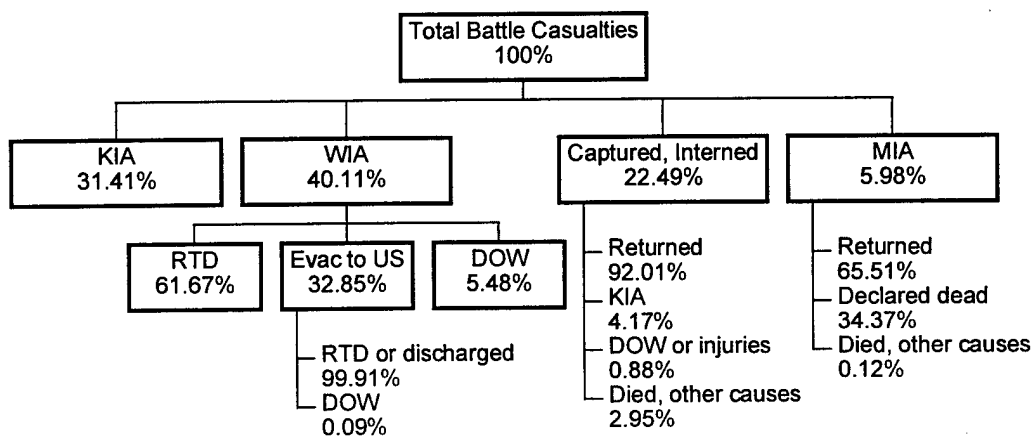 Total Battle Casualties
100%
KIA
31.41%
WIA
40.11%
Captured, Interned
22.49%
MIA
5.98%
RTD
61.67%
Evac to US
32.85%
DOW
5.48%
RTD or discharged
99.91%
DOW
0.09%
Returned
92.01%
KIA
4.17%
DOW or injuries
0.88%
Died, other causes
2.95%
Returned
65.51%
Declared dead
34.37%
Died, other causes
0.12%